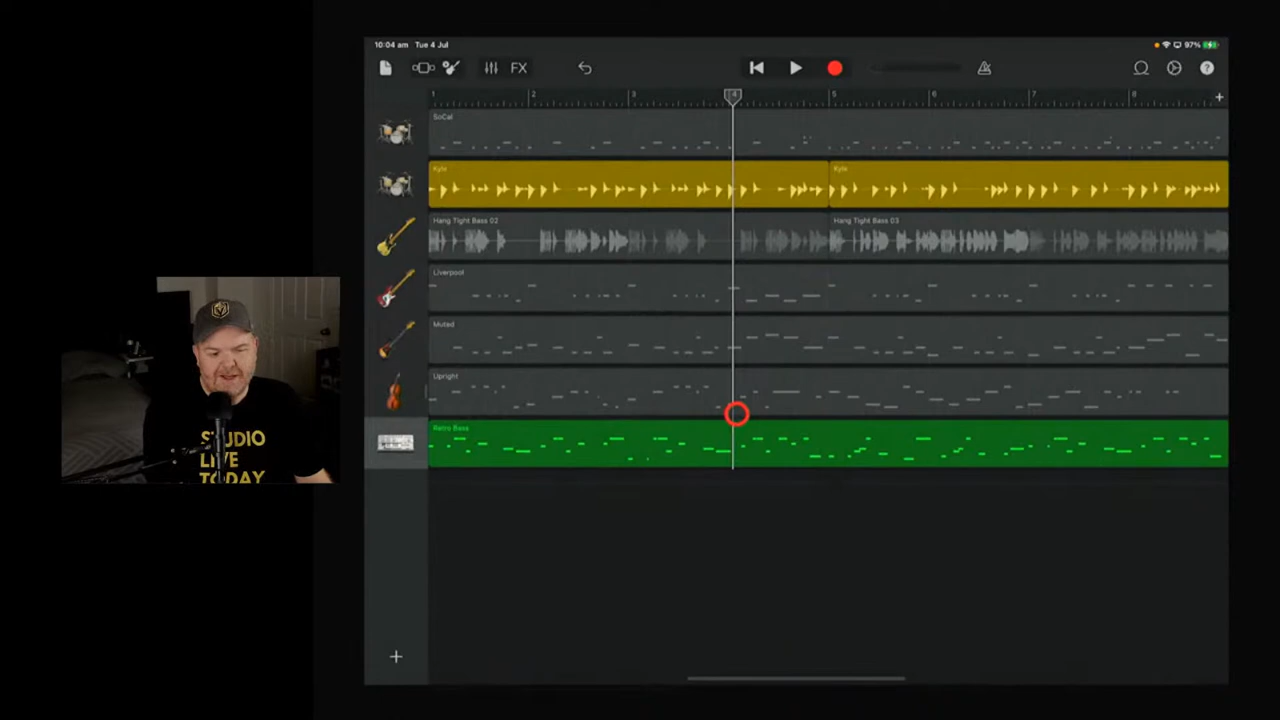 10:04 am Tue 4 Jul
97%
FX
?
1 2 3 4 5 6 7 8
+
SoCal
Kyle
Kyle
Hang Tight Bass 02
Hang Tight Bass 03
Liverpool
Muted
Upright
Retro Bass
+
STUDIO
LIVE
TODAY